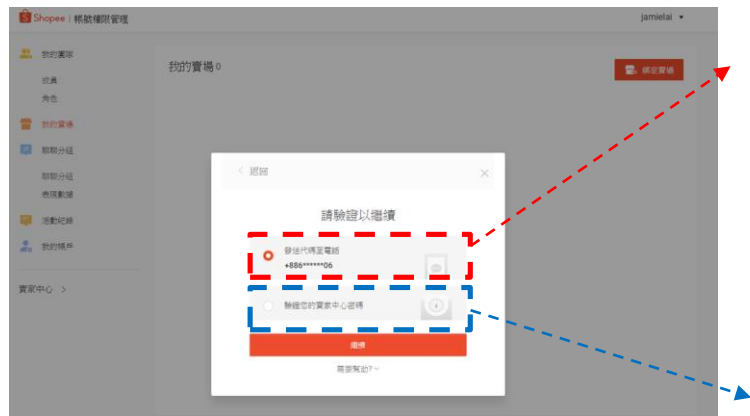 Shopee | 帳號權限管理
jamielai
我的團隊
成員
角色
我的賣場
聊聊分組
聊聊分組
表現數據
活動紀錄
我的帳戶
賣家中心 >
我的賣場 0
綁定賣場
< 返回
×
請驗證以繼續
發送代碼至電話
+886******06
驗證您的賣家中心密碼
繼續
需要幫助?